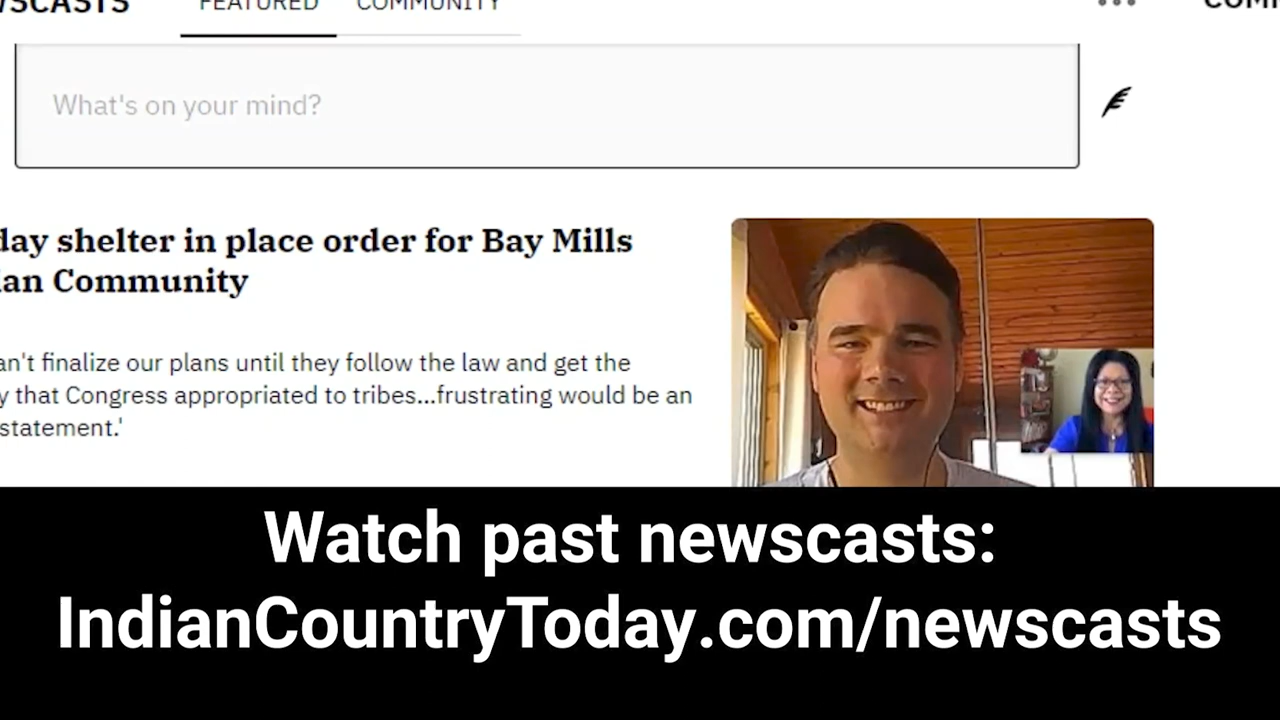 FEATURED
COMMUNITY
What's on your mind?
day shelter in place order for Bay Mills
ian Community
an't finalize our plans until they follow the law and get the
y that Congress appropriated to tribes...frustrating would be an
statement.'
Watch past newscasts:
IndianCountryToday.com/newscasts